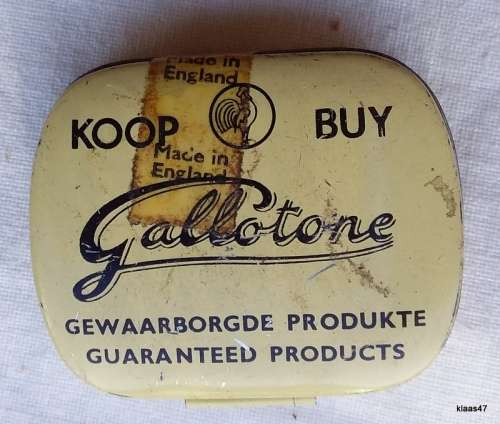 Made in
England
KOOP BUY
Made in
England
Gallotone
GEWAARBORGDE PRODUKTE
GUARANTEED PRODUCTS
klaas47